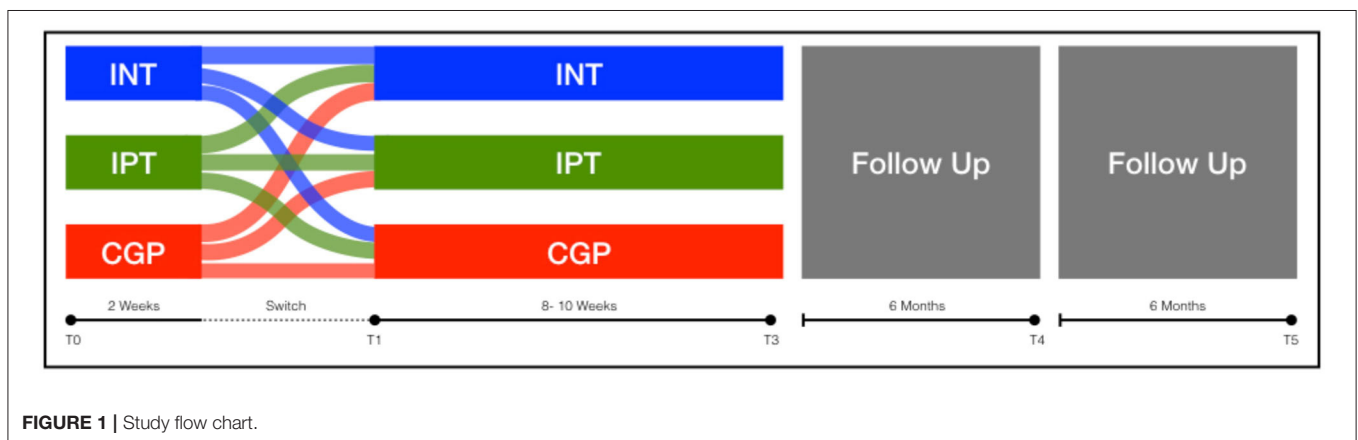 INT INT
IPT IPT Follow Up Follow Up
CGP CGP
2 Weeks Switch 8- 10 Weeks 6 Months 6 Months
T0 T1 T3 T4 T5
FIGURE 1 | Study flow chart.